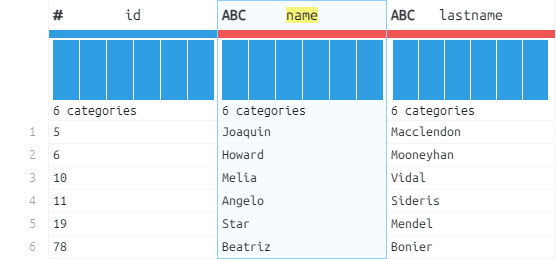 # id ABC name ABC lastname
6 categories 6 categories 6 categories
1 5 Joaquin Macclendon
2 6 Howard Mooneyhan
3 10 Melia Vidal
4 11 Angelo Sideris
5 19 Star Mendel
6 78 Beatriz Bonier